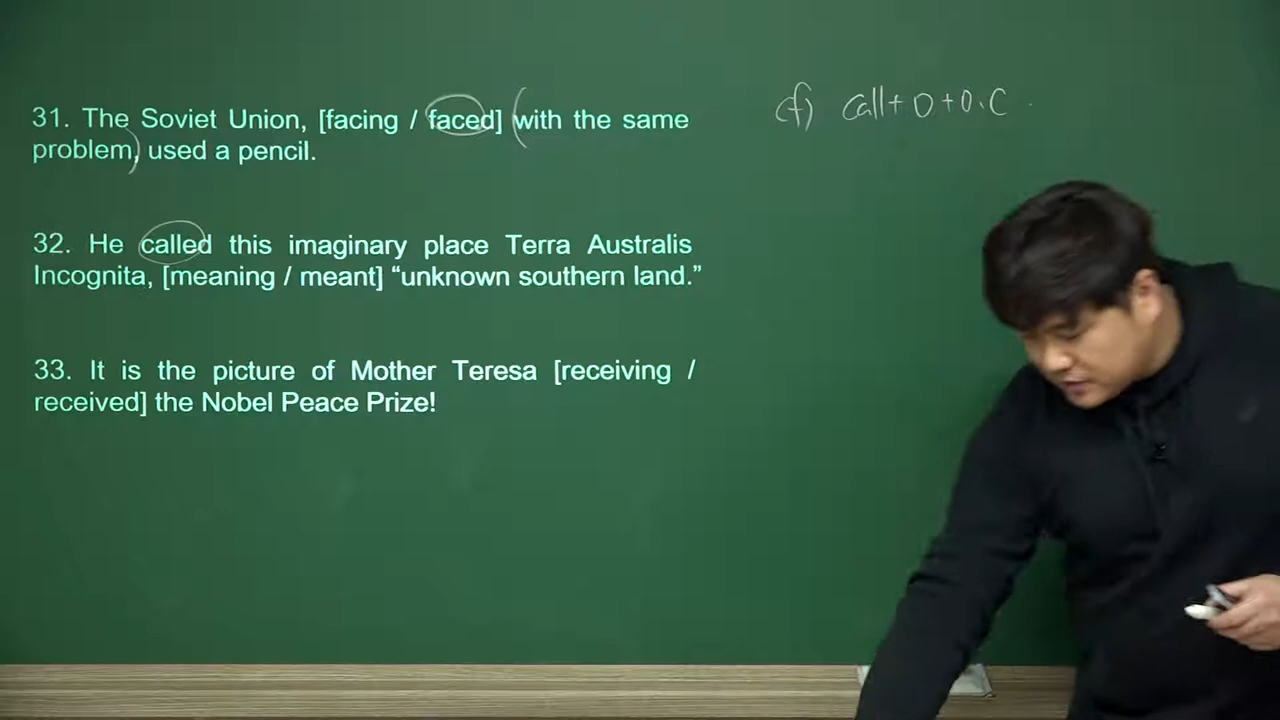 31. The Soviet Union, [facing / faced] with the same
problem, used a pencil.
32. He called this imaginary place Terra Australis
Incognita, [meaning / meant] “unknown southern land.”
33. It is the picture of Mother Teresa [receiving /
received] the Nobel Peace Prize!
cf) call + O + O.C